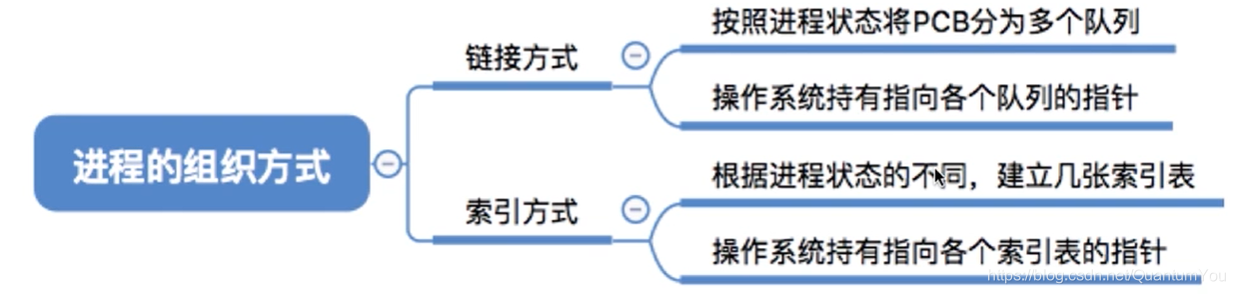 进程的组织方式
链接方式
按照进程状态将PCB分为多个队列
操作系统持有指向各个队列的指针
索引方式
根据进程状态的不同，建立几张索引表
操作系统持有指向各个索引表的指针
https://blog.csdn.net/QuantumYou